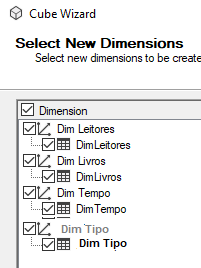 Cube Wizard
Select New Dimensions
Select new dimensions to be create
Dimension
Dim Leitores
DimLeitores
Dim Livros
DimLivros
Dim Tempo
DimTempo
Dim Tipo
Dim Tipo